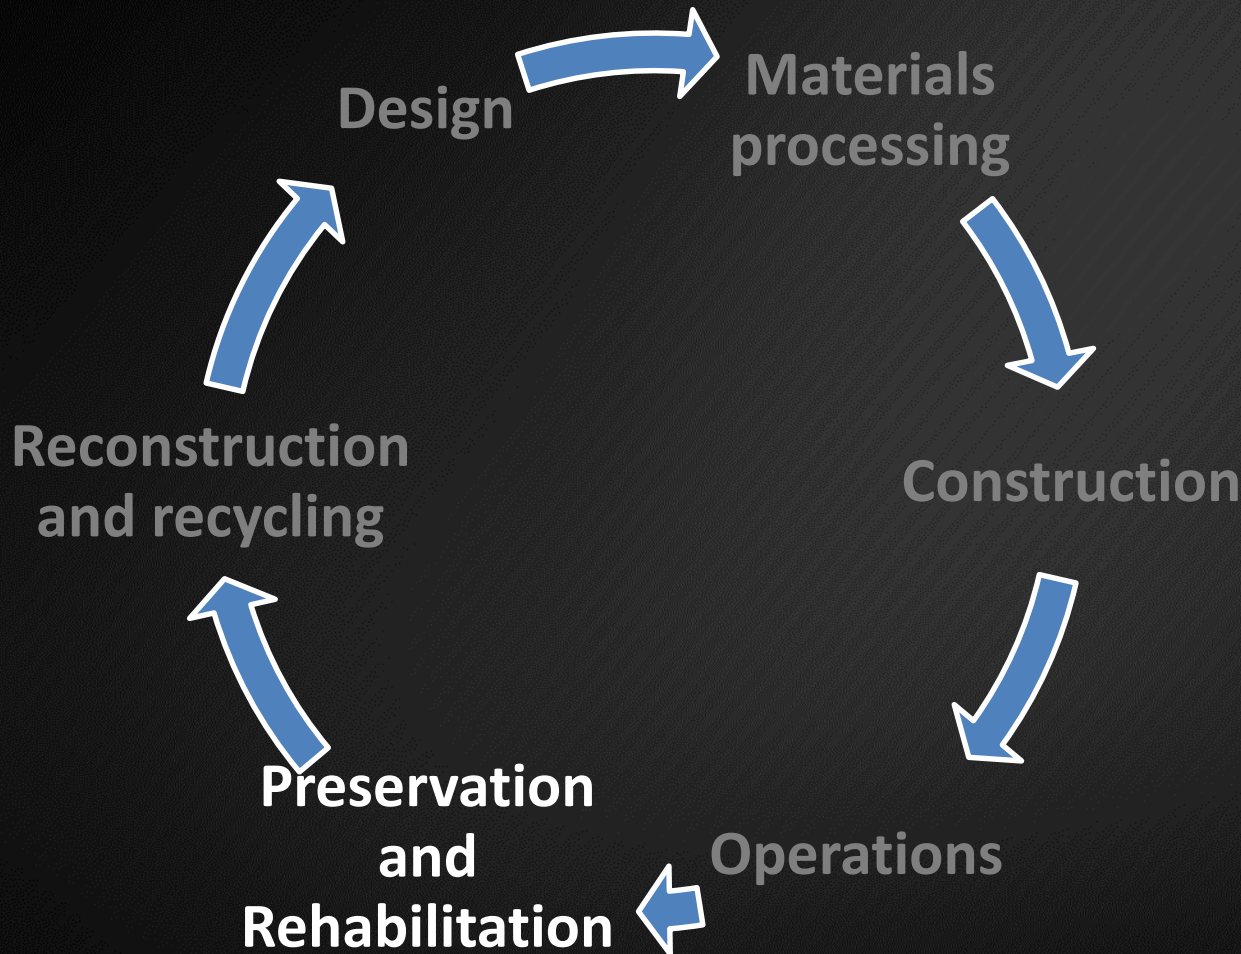 Design
Materials
processing
Construction
Operations
Preservation
and
Rehabilitation
Reconstruction
and recycling